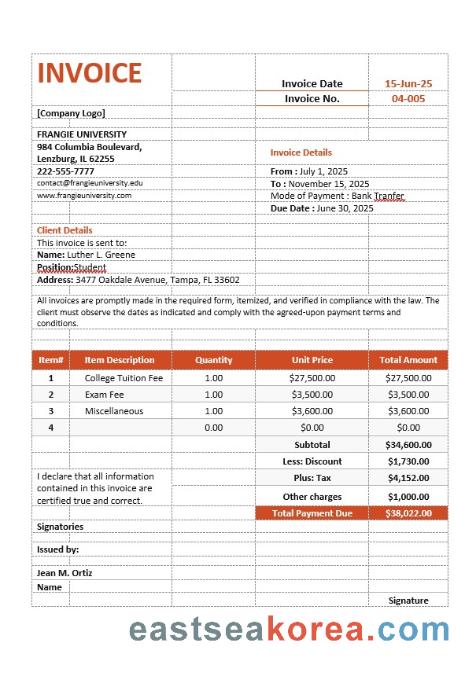 INVOICE
Invoice Date 15-Jun-25
Invoice No. 04-005
[Company Logo]
FRANGIE UNIVERSITY
984 Columbia Boulevard,
Lenzburg, IL 62255
222-555-7777
contact@frangieuniversity.edu
www.frangieuniversity.com
Invoice Details
From : July 1, 2025
To : November 15, 2025
Mode of Payment : Bank Tranfer
Due Date : June 30, 2025
Client Details
This invoice is sent to:
Name: Luther L. Greene
Position:Student
Address: 3477 Oakdale Avenue, Tampa, FL 33602
All invoices are promptly made in the required form, itemized, and verified in compliance with the law. The
client must observe the dates as indicated and comply with the agreed-upon payment terms and
conditions.
Item# Item Description Quantity Unit Price Total Amount
1 College Tuition Fee 1.00 $27,500.00 $27,500.00
2 Exam Fee 1.00 $3,500.00 $3,500.00
3 Miscellaneous 1.00 $3,600.00 $3,600.00
4 0.00 $0.00 $0.00
Subtotal $34,600.00
Less: Discount $1,730.00
Plus: Tax $4,152.00
Other charges $1,000.00
Total Payment Due $38,022.00
I declare that all information
contained in this invoice are
certified true and correct.
Signatories
Issued by:
Jean M. Ortiz
Name
Signature
eastseakorea.com